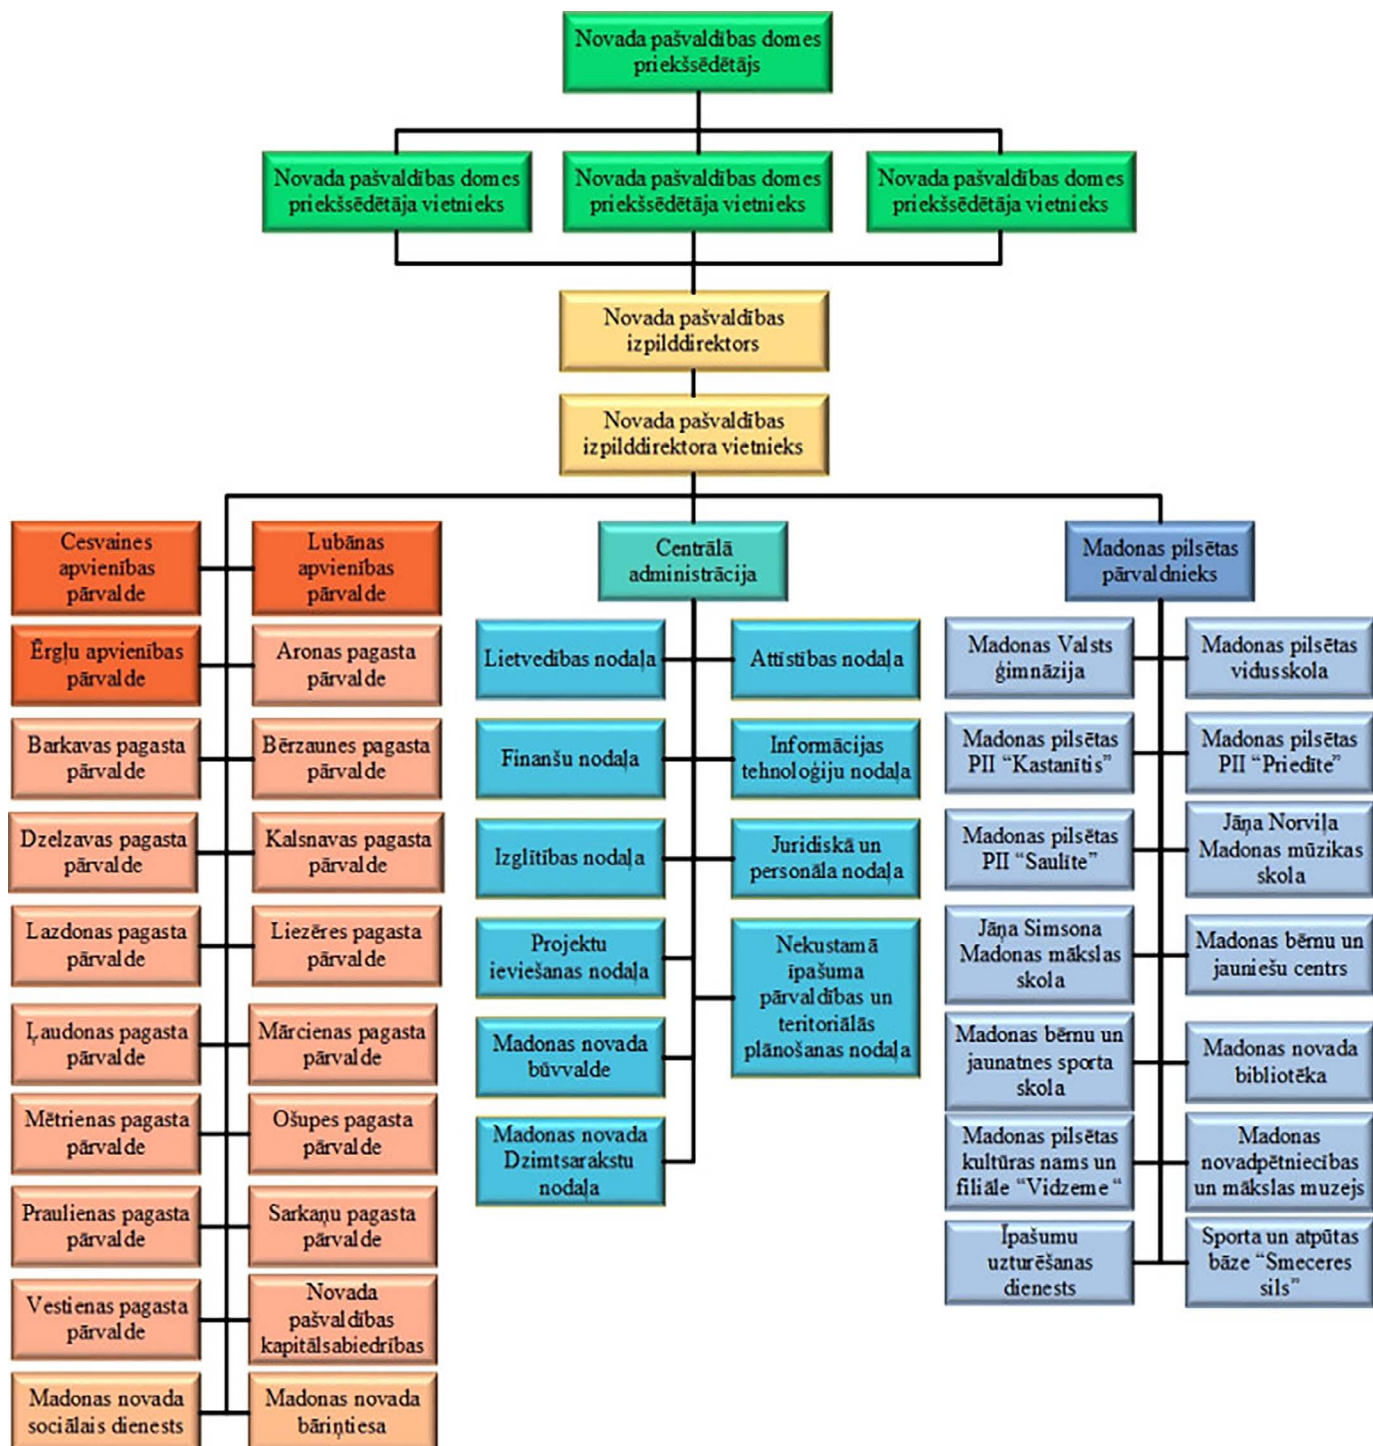 Novada pašvaldības domes
priekšsēdētājs
Novada pašvaldības domes
priekšsēdētāja vietnieks
Novada pašvaldības domes
priekšsēdētāja vietnieks
Novada pašvaldības domes
priekšsēdētāja vietnieks
Novada pašvaldības
izpilddirektors
Novada pašvaldības
izpilddirektora vietnieks
Cesvaines
apvienības
pārvalde
Lubānas
apvienības
pārvalde
Ērgļu apvienības
pārvalde
Aronas pagasta
pārvalde
Barkavas pagasta
pārvalde
Bērzaunes pagasta
pārvalde
Dzelzavas pagasta
pārvalde
Kalsnavas pagasta
pārvalde
Lazdonas pagasta
pārvalde
Liezēres pagasta
pārvalde
Ļaudonas pagasta
pārvalde
Mārcienas pagasta
pārvalde
Mētrienas pagasta
pārvalde
Ošupes pagasta
pārvalde
Praulienas pagasta
pārvalde
Sarkaņu pagasta
pārvalde
Vestienas pagasta
pārvalde
Novada
pašvaldības
kapitālsabiedrības
Madonas novada
sociālais dienests
Madonas novada
bāriņtiesa
Centrālā
administrācija
Lietvedības nodaļa
Attīstības nodaļa
Finanšu nodaļa
Informācijas
tehnoloģiju nodaļa
Izglītības nodaļa
Juridiskā un
personāla nodaļa
Projektu
ieviešanas nodaļa
Nekustamā
īpašuma
pārvaldības un
teritoriālās
plānošanas nodaļa
Madonas novada
būvvalde
Madonas novada
Dzimtsarakstu
nodaļa
Madonas pilsētas
pārvaldnieks
Madonas Valsts
ģimnāzija
Madonas pilsētas
vidusskola
Madonas pilsētas
PII “Kastanītis”
Madonas pilsētas
PII “Priedīte”
Madonas pilsētas
PII “Saulīte”
Jāņa Norviļa
Madonas mūzikas
skola
Jāņa Simsona
Madonas mākslas
skola
Madonas bērnu un
jauniešu centrs
Madonas bērnu un
jaunatnes sporta
skola
Madonas novada
bibliotēka
Madonas pilsētas
kultūras nams un
filiāle “Vidzeme “
Madonas
novadpētniecības
un mākslas muzejs
Īpašumu
uzturēšanas
dienests
Sporta un atpūtas
bāze “Smeceres
sils”